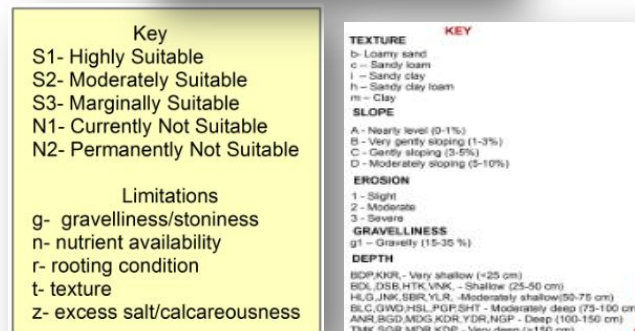 Key
S1- Highly Suitable
S2- Moderately Suitable
S3- Marginally Suitable
N1- Currently Not Suitable
N2- Permanently Not Suitable
Limitations
g- gravelliness/stoniness
n- nutrient availability
r- rooting condition
t- texture
z- excess salt/calcareousness
KEY
TEXTURE
b- Loamy sand
c – Sandy loam
i – Sandy clay
h – Sandy clay loam
m – Clay
SLOPE
A - Nearly level (0-1%)
B - Very gently sloping (1-3%)
C - Gently sloping (3-5%)
D - Moderately sloping (5-10%)
EROSION
1 - Slight
2 - Moderate
3 - Severe
GRAVELLINESS
g1 – Gravelly (15-35 %)
DEPTH
BDP,KKR,- Very shallow (<25 cm)
BDL,DSB,HTK,VNK, - Shallow (25-50 cm)
HLG,JNK,SBR,YLR, -Moderately shallow(50-75 cm)
BLC,GWD,HSL,PGP,SHT - Moderately deep (75-100 cm
ANR,BGD,MDG,KDR,YDR,NGP - Deep (100-150 cm)
KDP - Very deep (>150 cm)